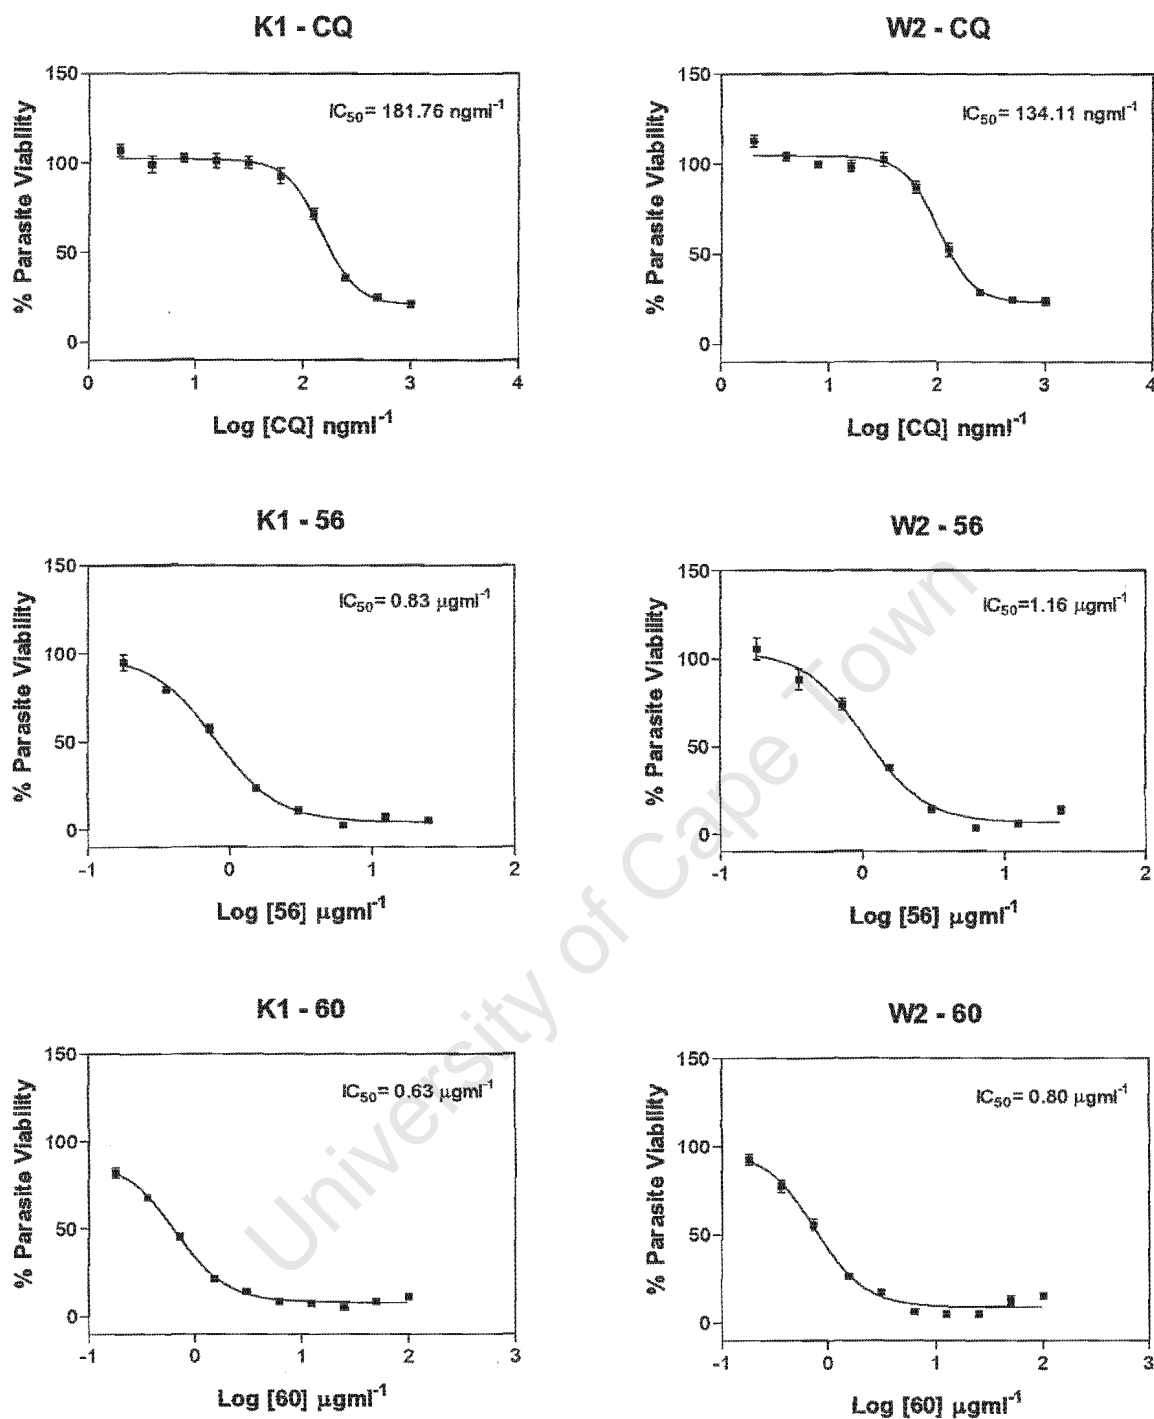 K1 - CQ
W2 - CQ
150
100
50
0
% Parasite Viability
IC50= 181.76 ngml-1
0 1 2 3 4
Log [CQ] ngml-1
150
100
50
0
% Parasite Viability
IC50= 134.11 ngml-1
0 1 2 3 4
Log [CQ] ngml-1
K1 - 56
W2 - 56
150
100
50
0
% Parasite Viability
IC50= 0.83 µgml-1
-1 0 1 2
Log [56] µgml-1
150
100
50
0
% Parasite Viability
IC50=1.16 µgml-1
-1 0 1 2
Log [56] µgml-1
K1 - 60
W2 - 60
150
100
50
0
% Parasite Viability
IC50= 0.63 µgml-1
-1 0 1 2 3
Log [60] µgml-1
150
100
50
0
% Parasite Viability
IC50= 0.80 µgml-1
-1 0 1 2 3
Log [60] µgml-1
University of Cape Town